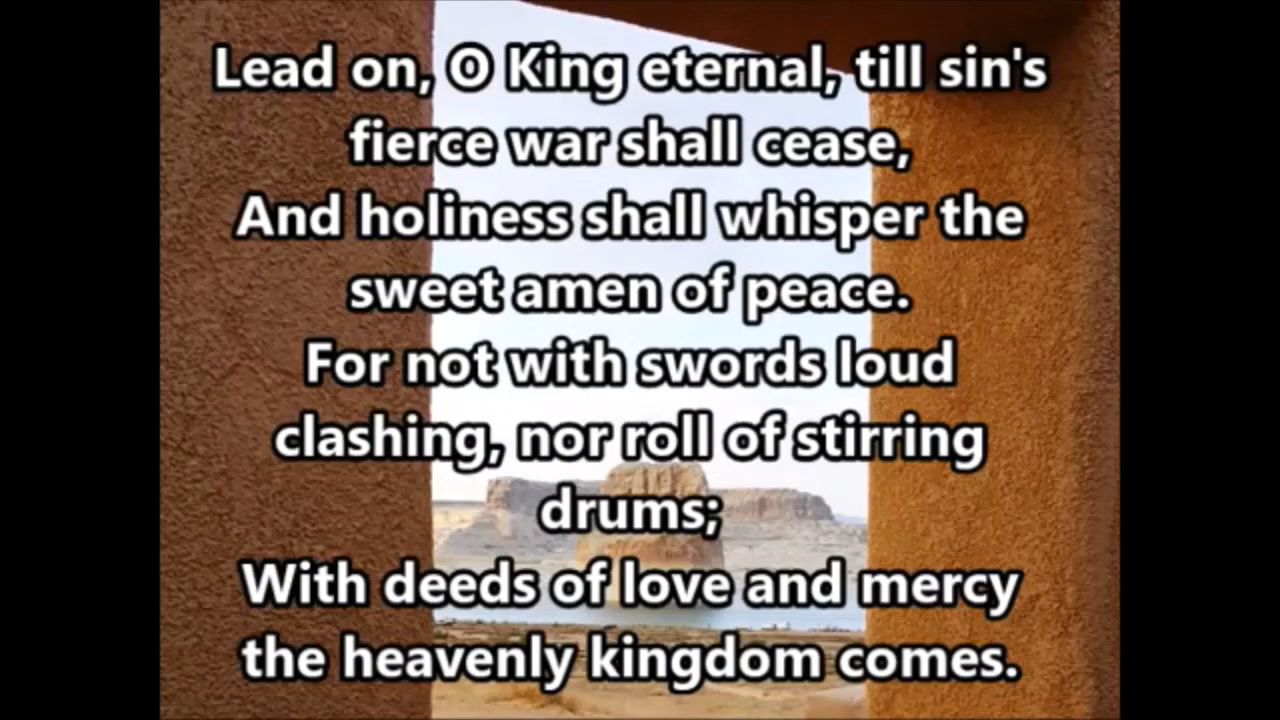 Lead on, O King eternal, till sin's
fierce war shall cease,
And holiness shall whisper the
sweet amen of peace.
For not with swords loud
clashing, nor roll of stirring
drums;
With deeds of love and mercy
the heavenly kingdom comes.